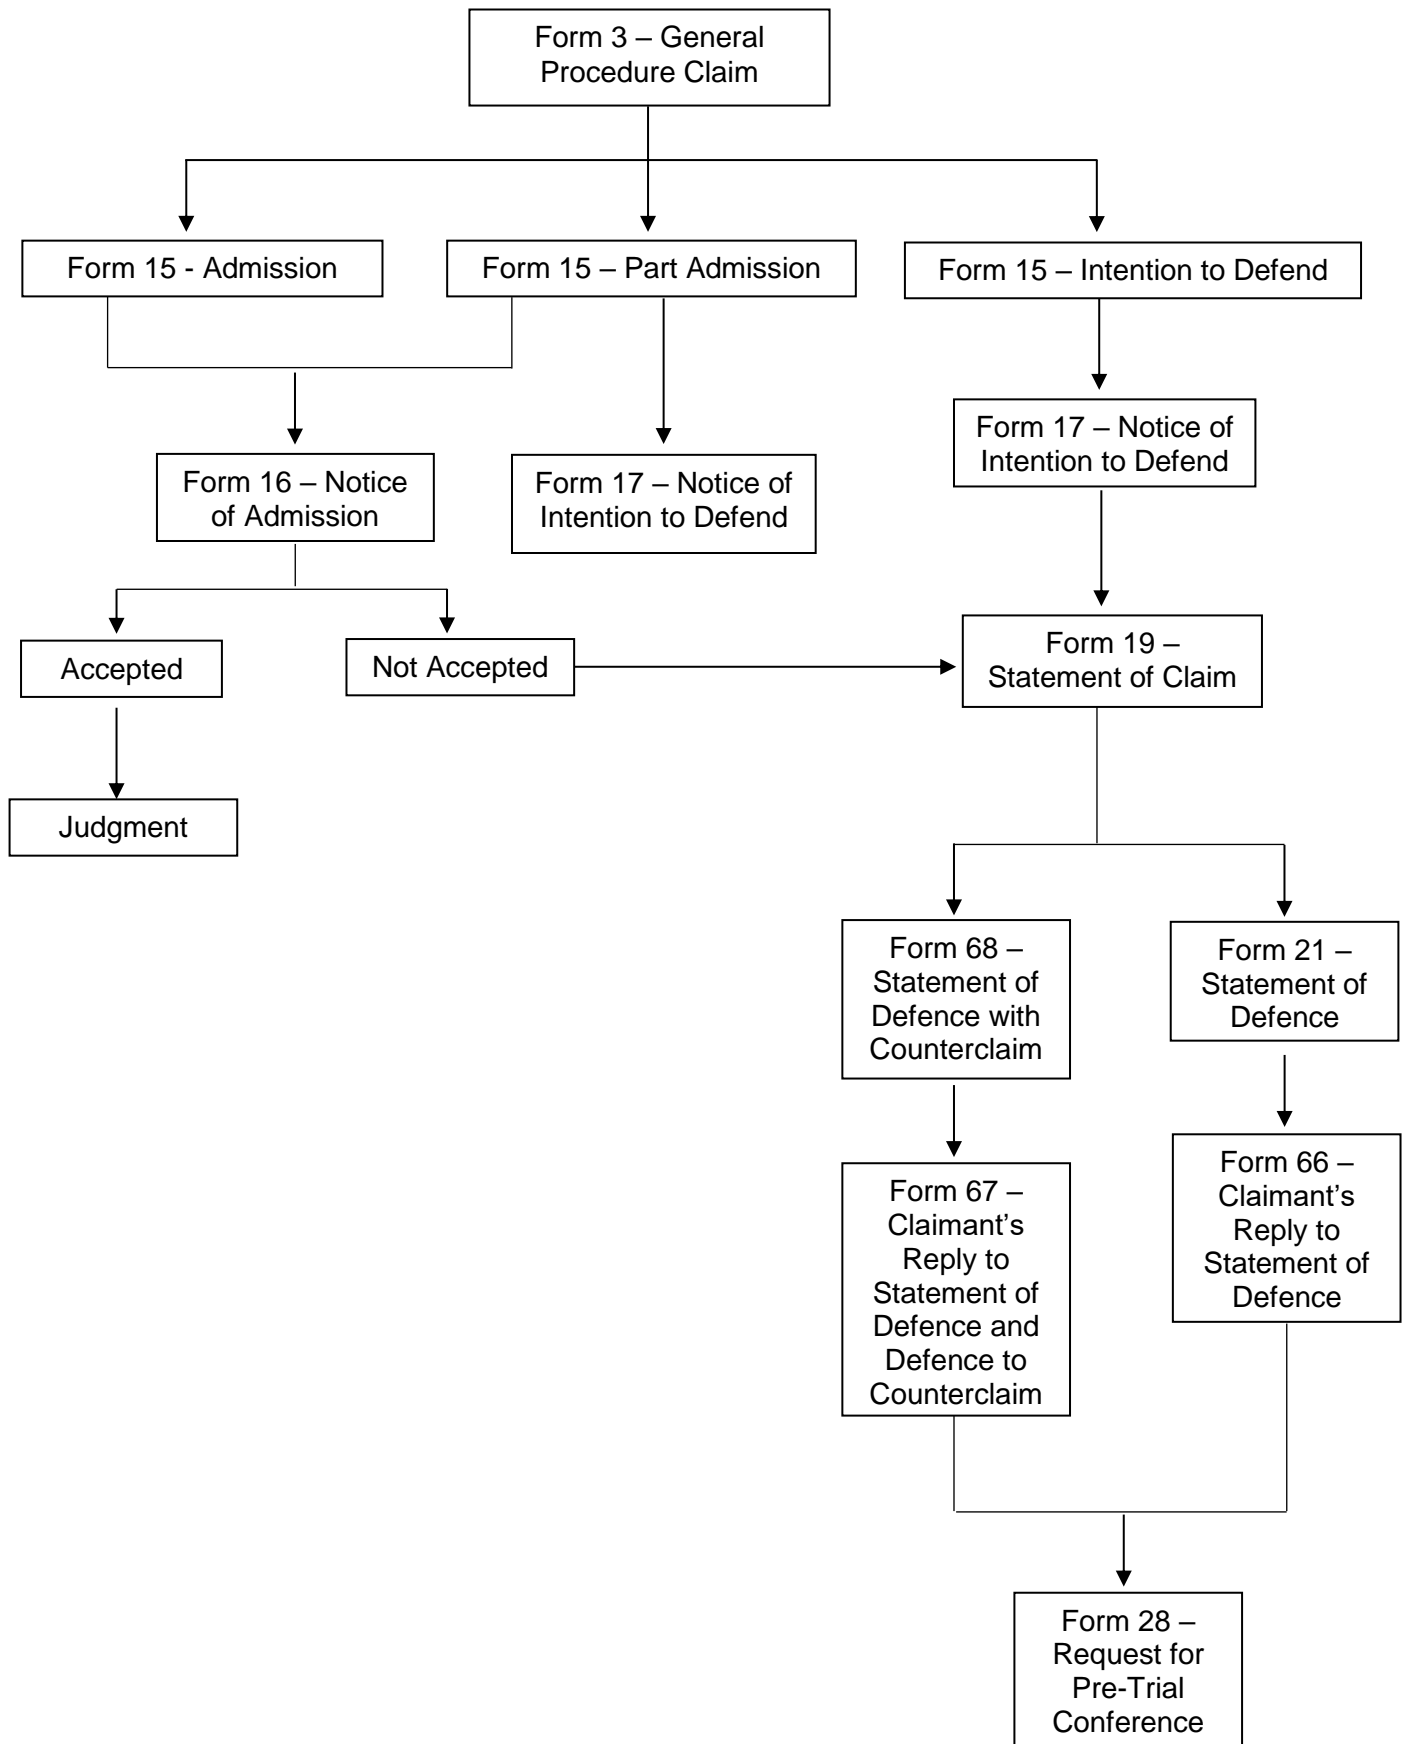 Form 3 – General
Procedure Claim
Form 15 - Admission
Form 15 – Part Admission
Form 15 – Intention to Defend
Form 17 – Notice of
Intention to Defend
Form 16 – Notice
of Admission
Form 17 – Notice of
Intention to Defend
Accepted
Not Accepted
Form 19 –
Statement of Claim
Judgment
Form 68 –
Statement of
Defence with
Counterclaim
Form 21 –
Statement of
Defence
Form 67 –
Claimant’s
Reply to
Statement of
Defence and
Defence to
Counterclaim
Form 66 –
Claimant’s
Reply to
Statement of
Defence
Form 28 –
Request for
Pre-Trial
Conference